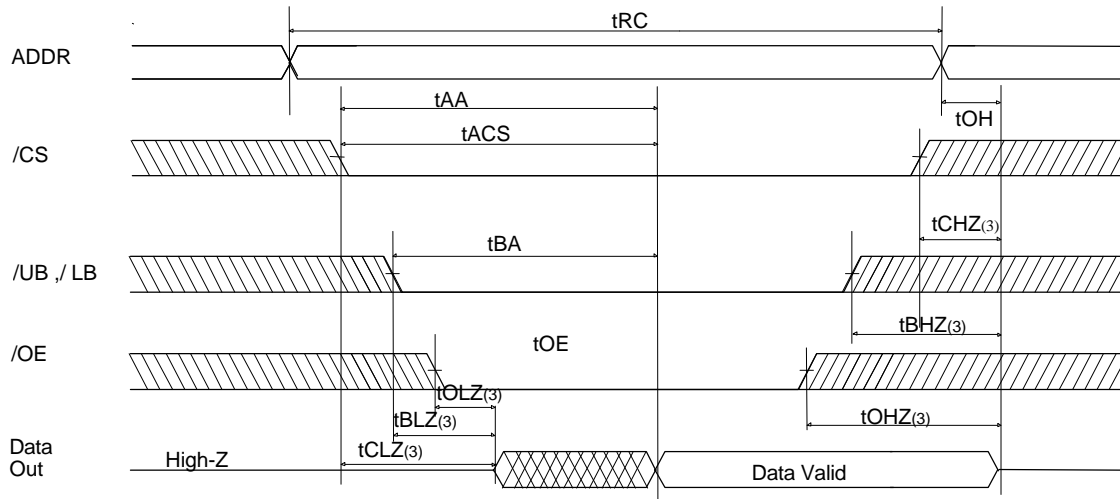 tRC
ADDR
tAA
tOH
tACS
/CS
tCHZ(3)
tBA
/UB ,/ LB
tBHZ(3)
tOE
/OE
tOLZ(3)
tBLZ(3)
tOHZ(3)
tCLZ(3)
Data
Out
High-Z
Data Valid